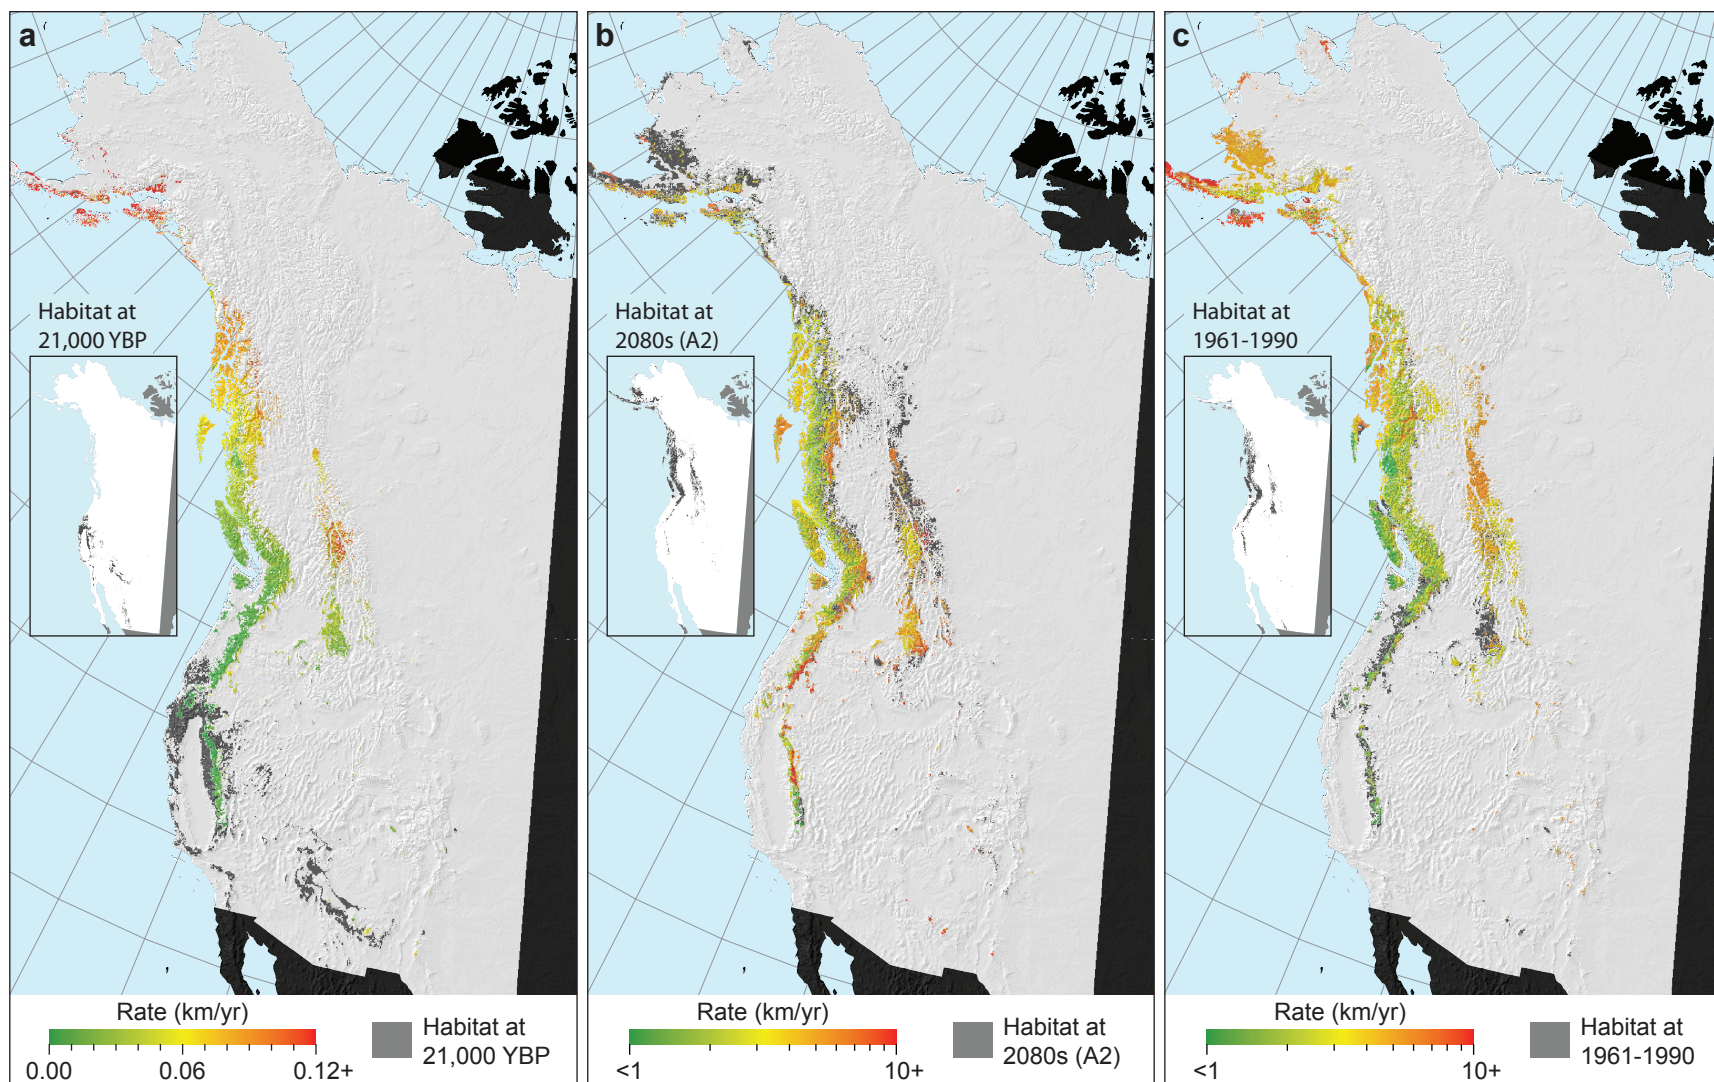 a
Habitat at
21,000 YBP
Rate (km/yr)
0.00
0.06
0.12+
Habitat at
21,000 YBP
b
Habitat at
2080s (A2)
Rate (km/yr)
<1
10+
Habitat at
2080s (A2)
c
Habitat at
1961-1990
Rate (km/yr)
<1
10+
Habitat at
1961-1990